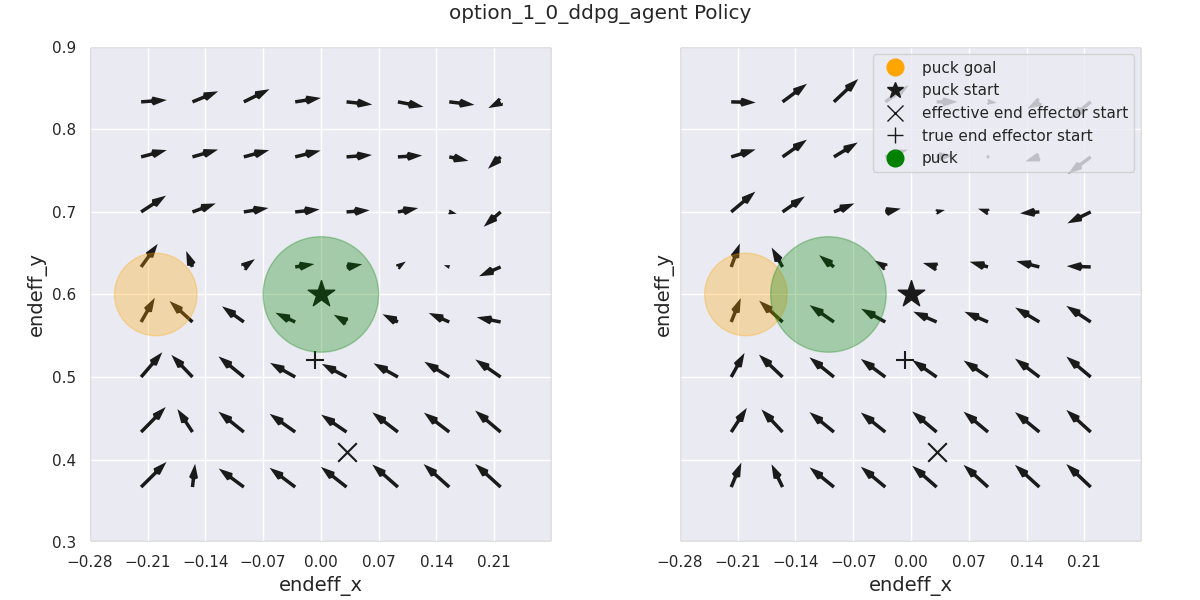 option_1_0_ddpg_agent Policy
0.9
0.8
0.7
0.6
0.5
0.4
0.3
endeff_y
−0.28 −0.21 −0.14 −0.07 0.00 0.07 0.14 0.21
endeff_x
endeff_y
puck goal
puck start
effective end effector start
true end effector start
puck
−0.28 −0.21 −0.14 −0.07 0.00 0.07 0.14 0.21
endeff_x